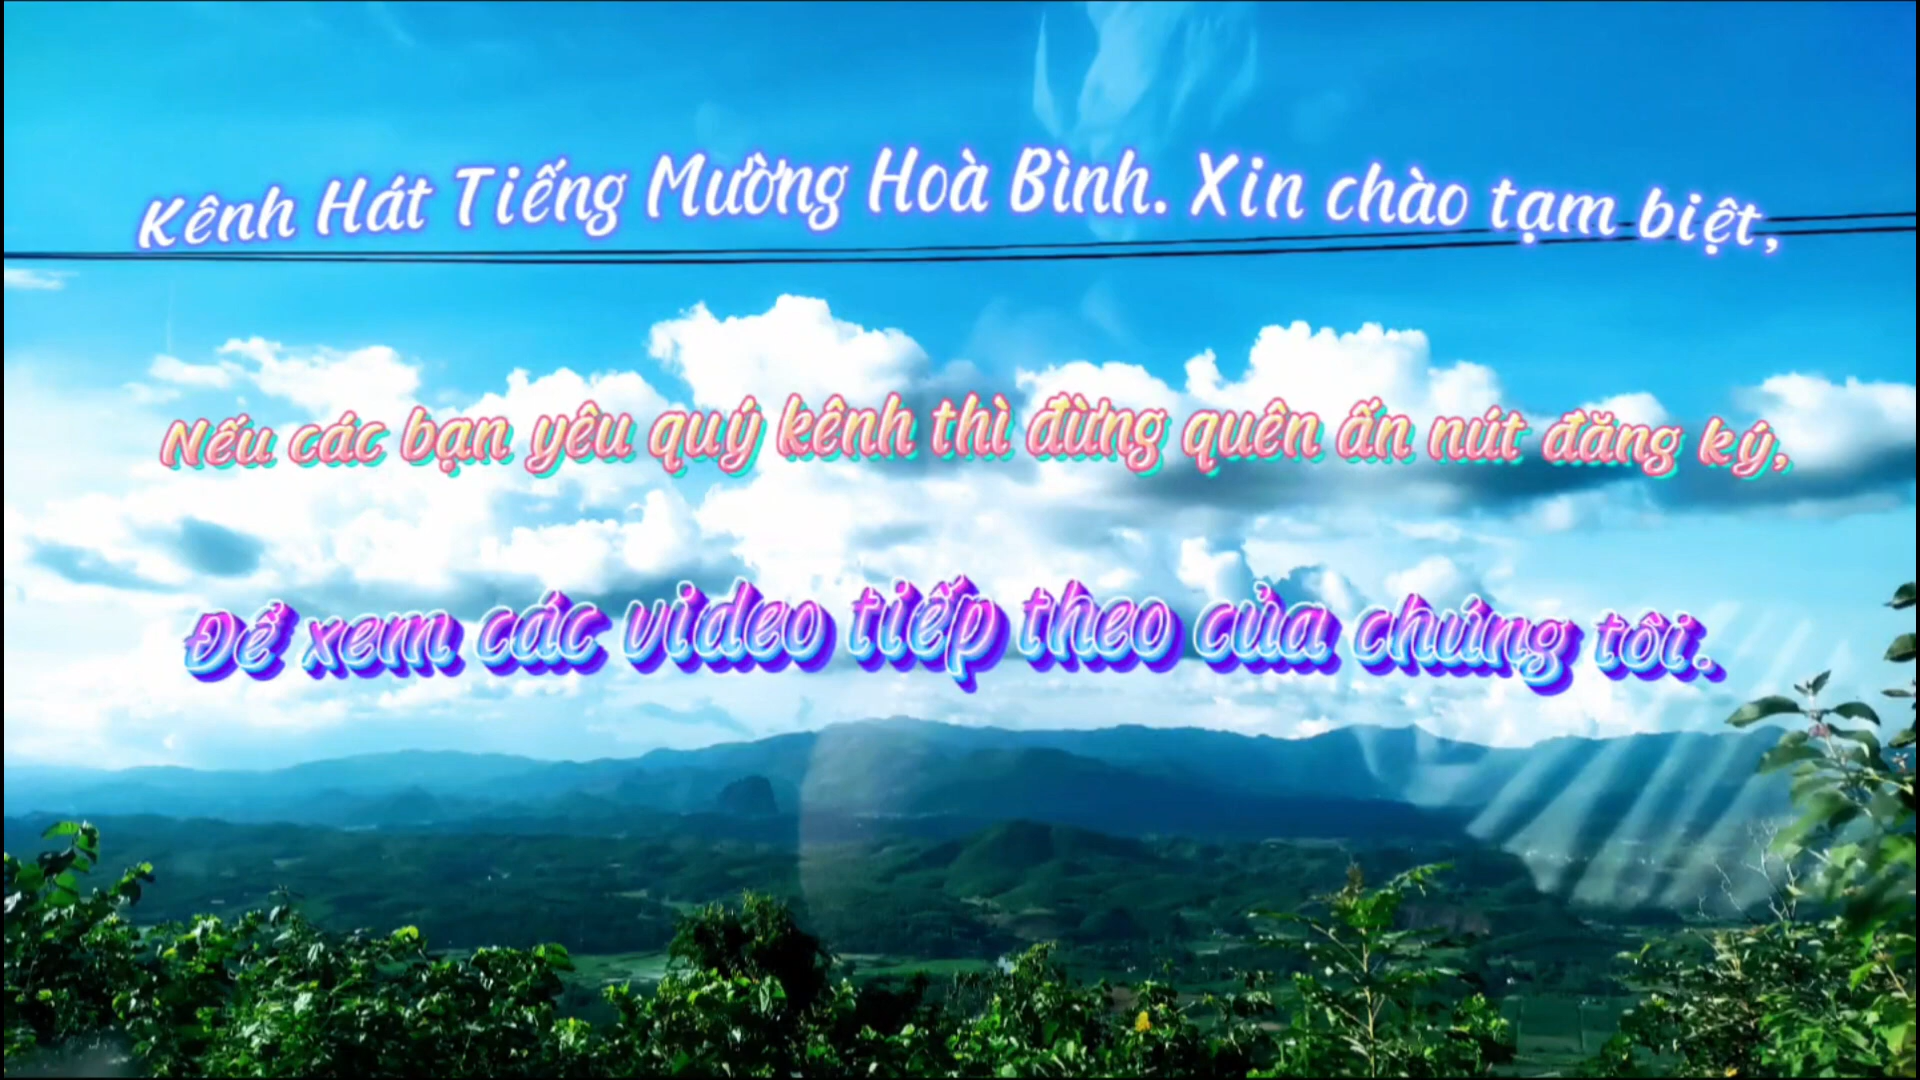 Kênh Hát Tiếng Mường Hoà Bình. Xin chào tạm biệt,
Nếu các bạn yêu quý kênh thì đừng quên ấn nút đăng ký,
Để xem các video tiếp theo của chúng tôi.